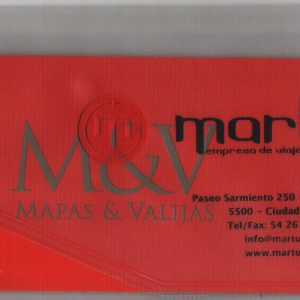 M&V
MAPAS & VALIJAS
mar
empresa de viaje
Paseo Sarmiento 250
5500 - Ciudad
Tel/Fax: 54 26
info@martu
www.martu